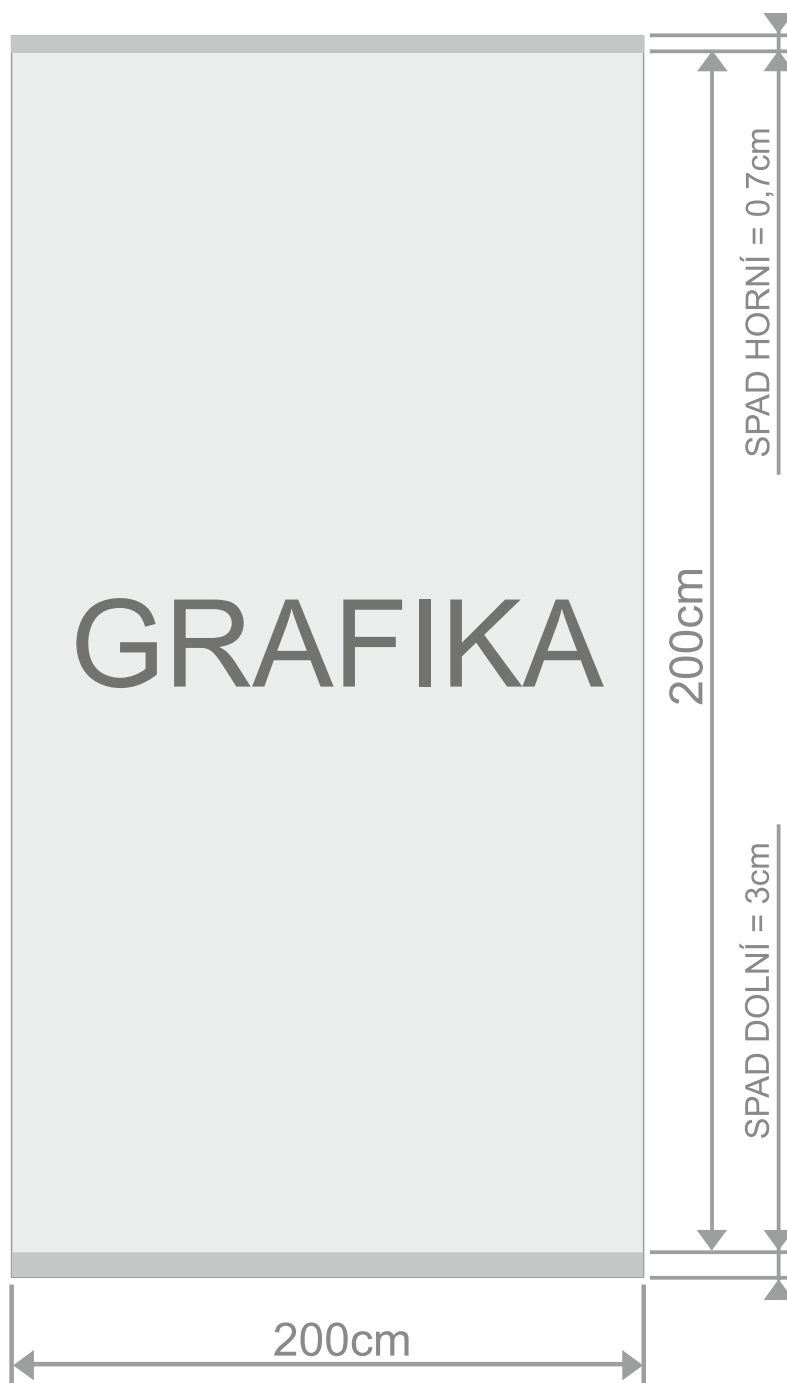 SPAD HORNÍ = 0,7cm
GRAFIKA
200cm
SPAD DOLNÍ = 3cm
200cm